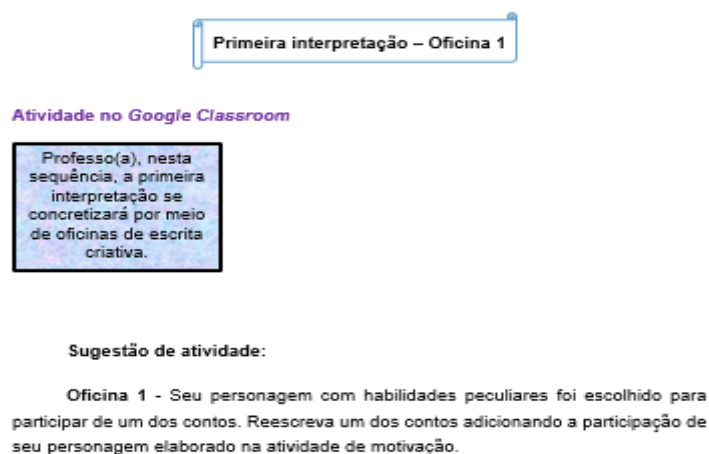 Primeira interpretação – Oficina 1
Atividade no Google Classroom
Professo(a), nesta
sequência, a primeira
interpretação se
concretizará por meio
de oficinas de escrita
criativa.
Sugestão de atividade:
Oficina 1 - Seu personagem com habilidades peculiares foi escolhido para
participar de um dos contos. Reescreva um dos contos adicionando a participação de
seu personagem elaborado na atividade de motivação.